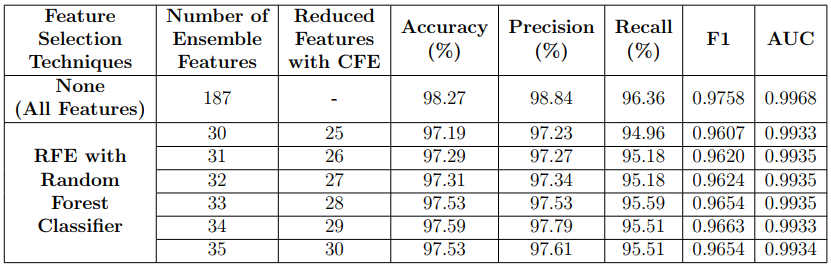 Feature Selection Techniques | Number of Ensemble Features | Reduced Features with CFE | Accuracy (%) | Precision (%) | Recall (%) | F1 | AUC
None (All Features) | 187 | - | 98.27 | 98.84 | 96.36 | 0.9758 | 0.9968
RFE with Random Forest Classifier | 30 | 25 | 97.19 | 97.23 | 94.96 | 0.9607 | 0.9933
31 | 26 | 97.29 | 97.27 | 95.18 | 0.9620 | 0.9935
32 | 27 | 97.31 | 97.34 | 95.18 | 0.9624 | 0.9935
33 | 28 | 97.53 | 97.53 | 95.59 | 0.9654 | 0.9935
34 | 29 | 97.59 | 97.79 | 95.51 | 0.9663 | 0.9933
35 | 30 | 97.53 | 97.61 | 95.51 | 0.9654 | 0.9934